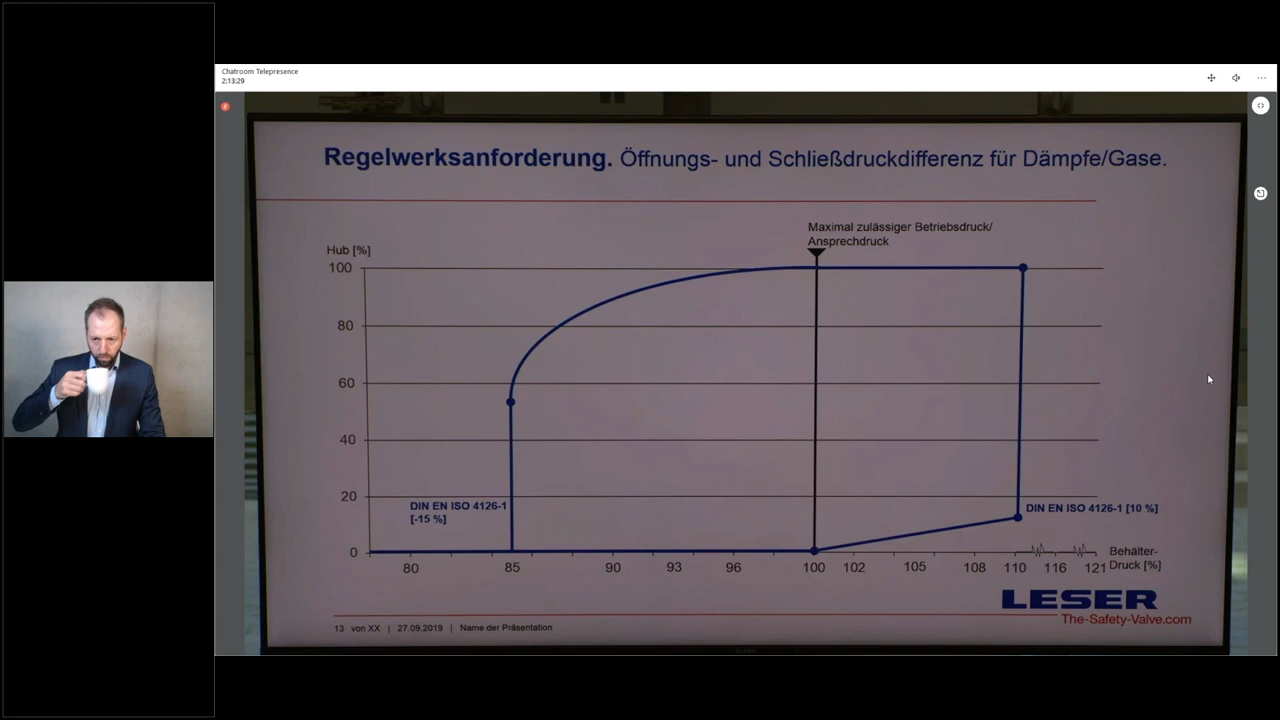 Chatroom Telepresence
2:13:29
Regelwerksanforderung. Öffnungs- und Schließdruckdifferenz für Dämpfe/Gase.
Maximal zulässiger Betriebsdruck/
Ansprechdruck
Hub [%]
100
80
60
40
20
0
DIN EN ISO 4126-1
[-15 %]
DIN EN ISO 4126-1 [10 %]
80 85 90 93 96 100 102 105 108 110 116 121
Behälter-
Druck [%]
LESER
The-Safety-Valve.com
13 von XX | 27.09.2019 | Name der Präsentation